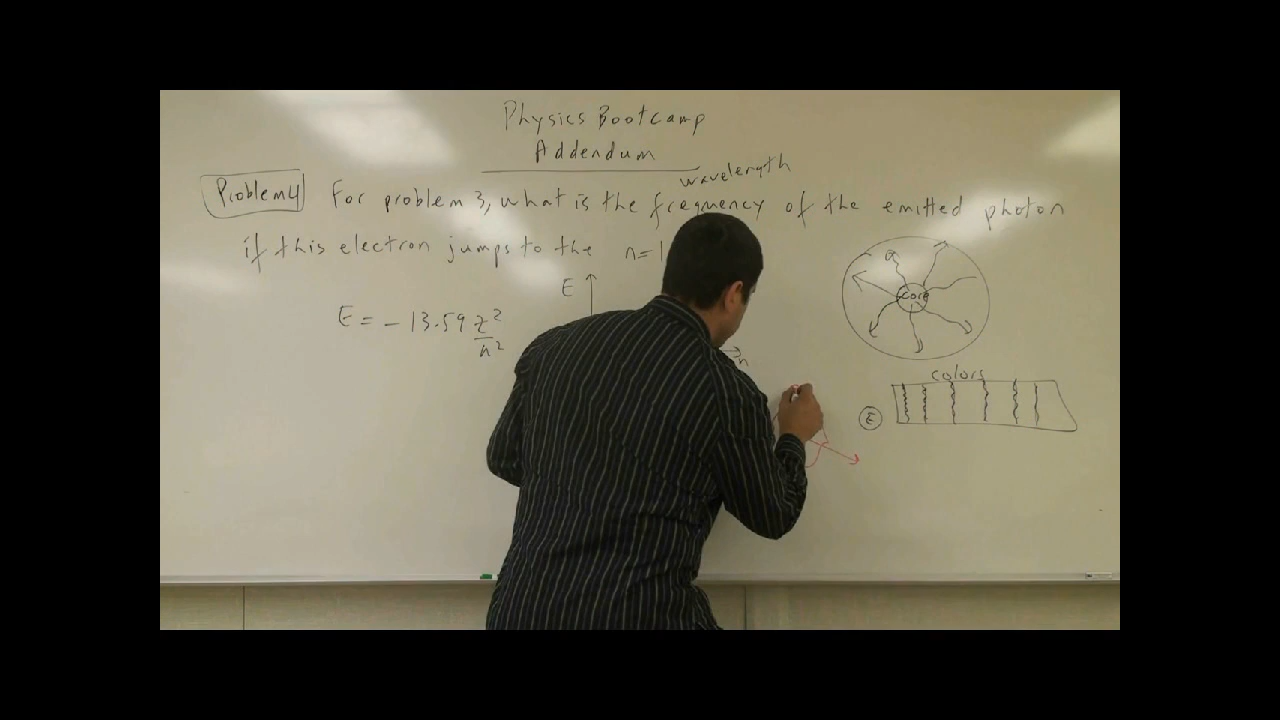 Physics Bootcamp
Addendum
wavelength
Problem 4 For problem 3, what is the frequency of the emitted photon
if this electron jumps to the n=1
E
E = -13.59 z²/n²
n
Core
colors
E